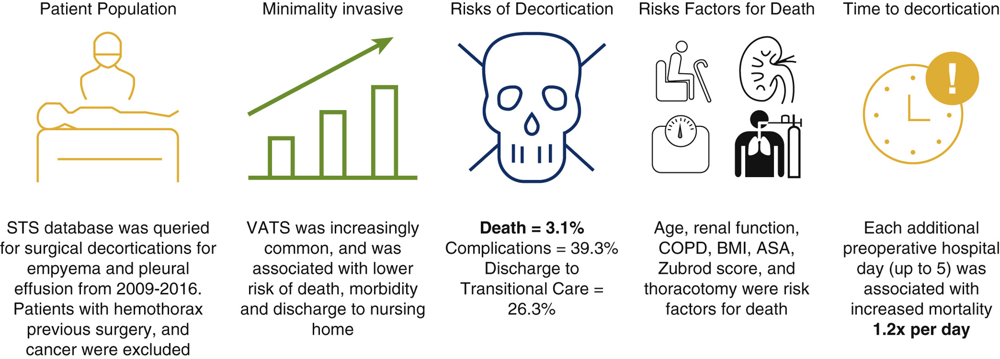 Patient Population
STS database was queried
for surgical decortications for
empyema and pleural
effusion from 2009-2016.
Patients with hemothorax
previous surgery, and
cancer were excluded
Minimality invasive
VATS was increasingly
common, and was
associated with lower
risk of death, morbidity
and discharge to nursing
home
Risks of Decortication
Death = 3.1%
Complications = 39.3%
Discharge to
Transitional Care =
26.3%
Risks Factors for Death
Age, renal function,
COPD, BMI, ASA,
Zubrod score, and
thoracotomy were risk
factors for death
Time to decortication
!
Each additional
preoperative hospital
day (up to 5) was
associated with
increased mortality
1.2x per day